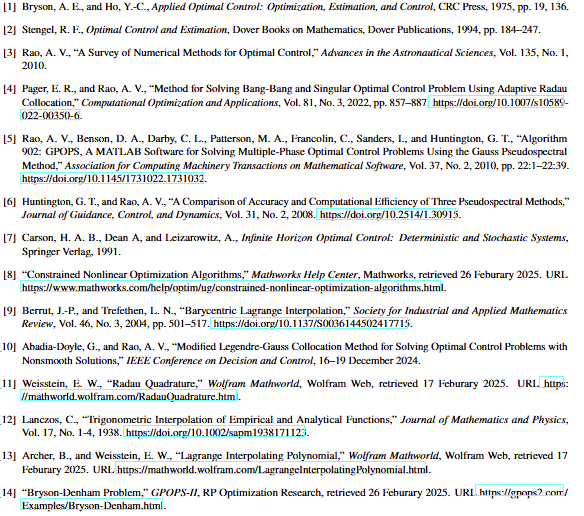 [1] Bryson, A. E., and Ho, Y.-C., Applied Optimal Control: Optimization, Estimation, and Control, CRC Press, 1975, pp. 19, 136.
[2] Stengel, R. F., Optimal Control and Estimation, Dover Books on Mathematics, Dover Publications, 1994, pp. 184–247.
[3] Rao, A. V., “A Survey of Numerical Methods for Optimal Control,” Advances in the Astronautical Sciences, Vol. 135, No. 1,
2010.
[4] Pager, E. R., and Rao, A. V., “Method for Solving Bang-Bang and Singular Optimal Control Problem Using Adaptive Radau
Collocation,” Computational Optimization and Applications, Vol. 81, No. 3, 2022, pp. 857–887. https://doi.org/10.1007/s10589-
022-00350-6.
[5] Rao, A. V., Benson, D. A., Darby, C. L., Patterson, M. A., Francolin, C., Sanders, I., and Huntington, G. T., “Algorithm
902: GPOPS, A MATLAB Software for Solving Multiple-Phase Optimal Control Problems Using the Gauss Pseudospectral
Method,” Association for Computing Machinery Transactions on Mathematical Software, Vol. 37, No. 2, 2010, pp. 22:1–22:39.
https://doi.org/10.1145/1731022.1731032.
[6] Huntington, G. T., and Rao, A. V., “A Comparison of Accuracy and Computational Efficiency of Three Pseudospectral Methods,”
Journal of Guidance, Control, and Dynamics, Vol. 31, No. 2, 2008. https://doi.org/10.2514/1.30915.
[7] Carson, H. A. B., Dean A, and Leizarowitz, A., Infinite Horizon Optimal Control: Deterministic and Stochastic Systems,
Springer Verlag, 1991.
[8] “Constrained Nonlinear Optimization Algorithms,” Mathworks Help Center, Mathworks, retrieved 26 Feburary 2025. URL
https://www.mathworks.com/help/optim/ug/constrained-nonlinear-optimization-algorithms.html.
[9] Berrut, J.-P., and Trefethen, L. N., “Barycentric Lagrange Interpolation,” Society for Industrial and Applied Mathematics
Review, Vol. 46, No. 3, 2004, pp. 501–517. https://doi.org/10.1137/S0036144502417715.
[10] Abadia-Doyle, G., and Rao, A. V., “Modified Legendre-Gauss Collocation Method for Solving Optimal Control Problems with
Nonsmooth Solutions,” IEEE Conference on Decision and Control, 16–19 December 2024.
[11] Weisstein, E. W., “Radau Quadrature,” Wolfram Mathworld, Wolfram Web, retrieved 17 Feburary 2025. URL https:
//mathworld.wolfram.com/RadauQuadrature.htm.
[12] Lanczos, C., “Trigonometric Interpolation of Empirical and Analytical Functions,” Journal of Mathematics and Physics,
Vol. 17, No. 1-4, 1938. https://doi.org/10.1002/sapm1938171123.
[13] Archer, B., and Weisstein, E. W., “Lagrange Interpolating Polynomial,” Wolfram Mathworld, Wolfram Web, retrieved 17
Feburary 2025. URL https://mathworld.wolfram.com/LagrangeInterpolatingPolynomial.html.
[14] “Bryson-Denham Problem,” GPOPS-II, RP Optimization Research, retrieved 26 Feburary 2025. URL https://gpops2.com/
Examples/Bryson-Denham.html.